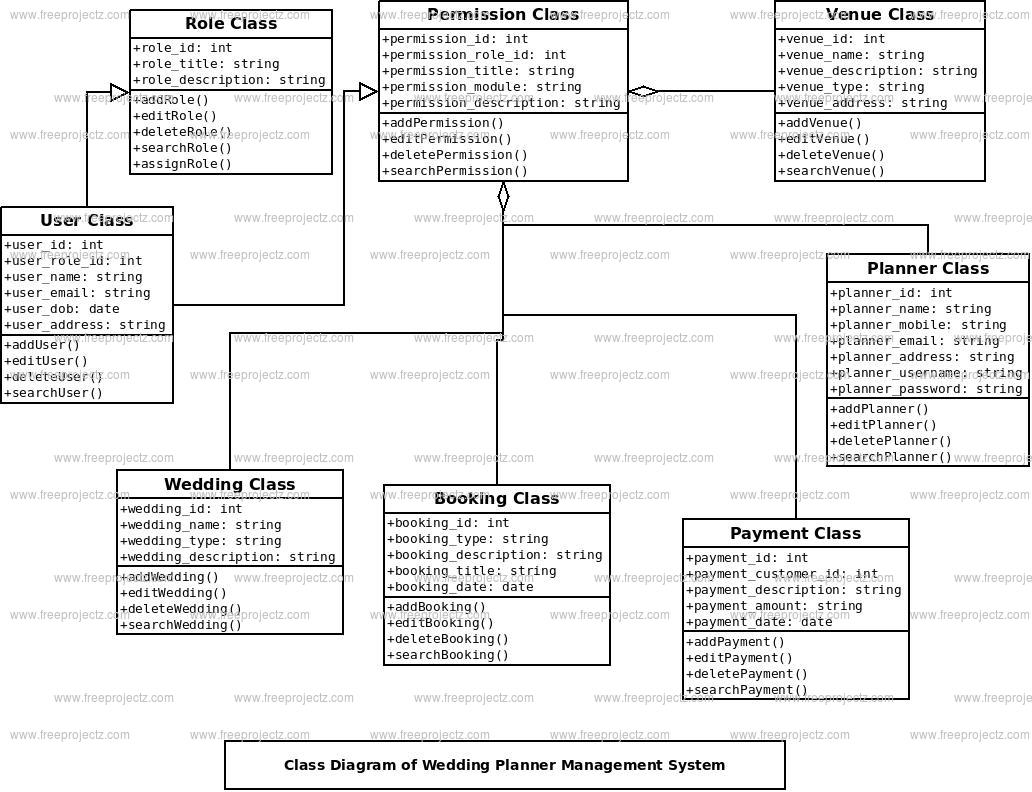 Role Class
+role_id: int
+role_title: string
+role_description: string
+addRole()
+editRole()
+deleteRole()
+searchRole()
+assignRole()
Permission Class
+permission_id: int
+permission_role_id: int
+permission_title: string
+permission_module: string
+permission_description: string
+addPermission()
+editPermission()
+deletePermission()
+searchPermission()
Venue Class
+venue_id: int
+venue_name: string
+venue_description: string
+venue_type: string
+venue_address: string
+addVenue()
+editVenue()
+deleteVenue()
+searchVenue()
User Class
+user_id: int
+user_role_id: int
+user_name: string
+user_email: string
+user_dob: date
+user_address: string
+addUser()
+editUser()
+deleteUser()
+searchUser()
Planner Class
+planner_id: int
+planner_name: string
+planner_mobile: string
+planner_email: string
+planner_address: string
+planner_username: string
+planner_password: string
+addPlanner()
+editPlanner()
+deletePlanner()
+searchPlanner()
Wedding Class
+wedding_id: int
+wedding_name: string
+wedding_type: string
+wedding_description: string
+addWedding()
+editWedding()
+deleteWedding()
+searchWedding()
Booking Class
+booking_id: int
+booking_type: string
+booking_description: string
+booking_title: string
+booking_date: date
+addBooking()
+editBooking()
+deleteBooking()
+searchBooking()
Payment Class
+payment_id: int
+payment_customer_id: int
+payment_description: string
+payment_amount: string
+payment_date: date
+addPayment()
+editPayment()
+deletePayment()
+searchPayment()
Class Diagram of Wedding Planner Management System
www.freeprojectz.com